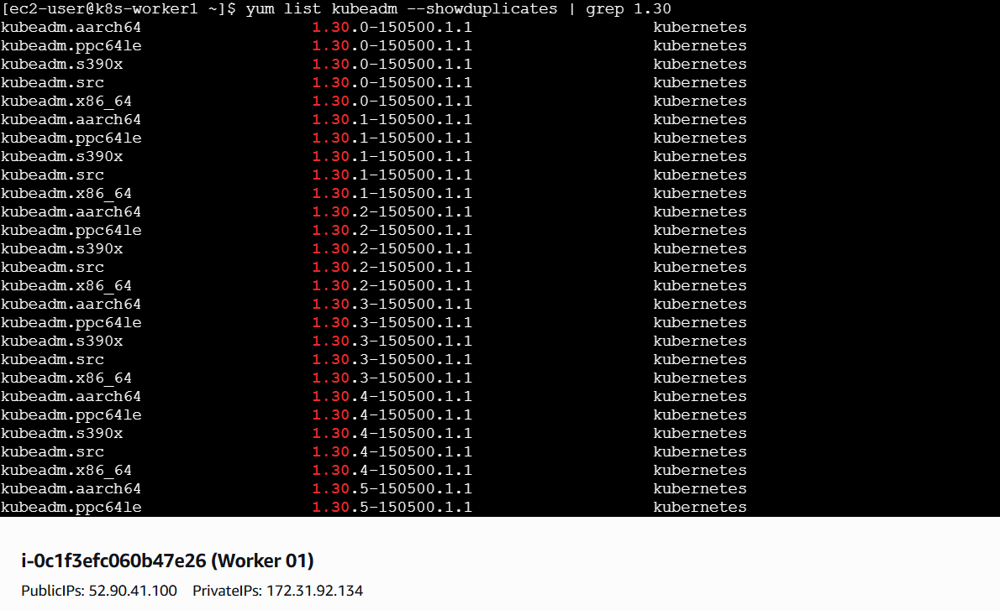 [ec2-user@k8s-worker1 ~]$ yum list kubeadm --showduplicates | grep 1.30
kubeadm.aarch64 1.30.0-150500.1.1 kubernetes
kubeadm.ppc64le 1.30.0-150500.1.1 kubernetes
kubeadm.s390x 1.30.0-150500.1.1 kubernetes
kubeadm.src 1.30.0-150500.1.1 kubernetes
kubeadm.x86_64 1.30.0-150500.1.1 kubernetes
kubeadm.aarch64 1.30.1-150500.1.1 kubernetes
kubeadm.ppc64le 1.30.1-150500.1.1 kubernetes
kubeadm.s390x 1.30.1-150500.1.1 kubernetes
kubeadm.src 1.30.1-150500.1.1 kubernetes
kubeadm.x86_64 1.30.1-150500.1.1 kubernetes
kubeadm.aarch64 1.30.2-150500.1.1 kubernetes
kubeadm.ppc64le 1.30.2-150500.1.1 kubernetes
kubeadm.s390x 1.30.2-150500.1.1 kubernetes
kubeadm.src 1.30.2-150500.1.1 kubernetes
kubeadm.x86_64 1.30.2-150500.1.1 kubernetes
kubeadm.aarch64 1.30.3-150500.1.1 kubernetes
kubeadm.ppc64le 1.30.3-150500.1.1 kubernetes
kubeadm.s390x 1.30.3-150500.1.1 kubernetes
kubeadm.src 1.30.3-150500.1.1 kubernetes
kubeadm.x86_64 1.30.3-150500.1.1 kubernetes
kubeadm.aarch64 1.30.4-150500.1.1 kubernetes
kubeadm.ppc64le 1.30.4-150500.1.1 kubernetes
kubeadm.s390x 1.30.4-150500.1.1 kubernetes
kubeadm.src 1.30.4-150500.1.1 kubernetes
kubeadm.x86_64 1.30.4-150500.1.1 kubernetes
kubeadm.aarch64 1.30.5-150500.1.1 kubernetes
kubeadm.ppc64le 1.30.5-150500.1.1 kubernetes
i-0c1f3efc060b47e26 (Worker 01)
PublicIPs: 52.90.41.100 PrivateIPs: 172.31.92.134